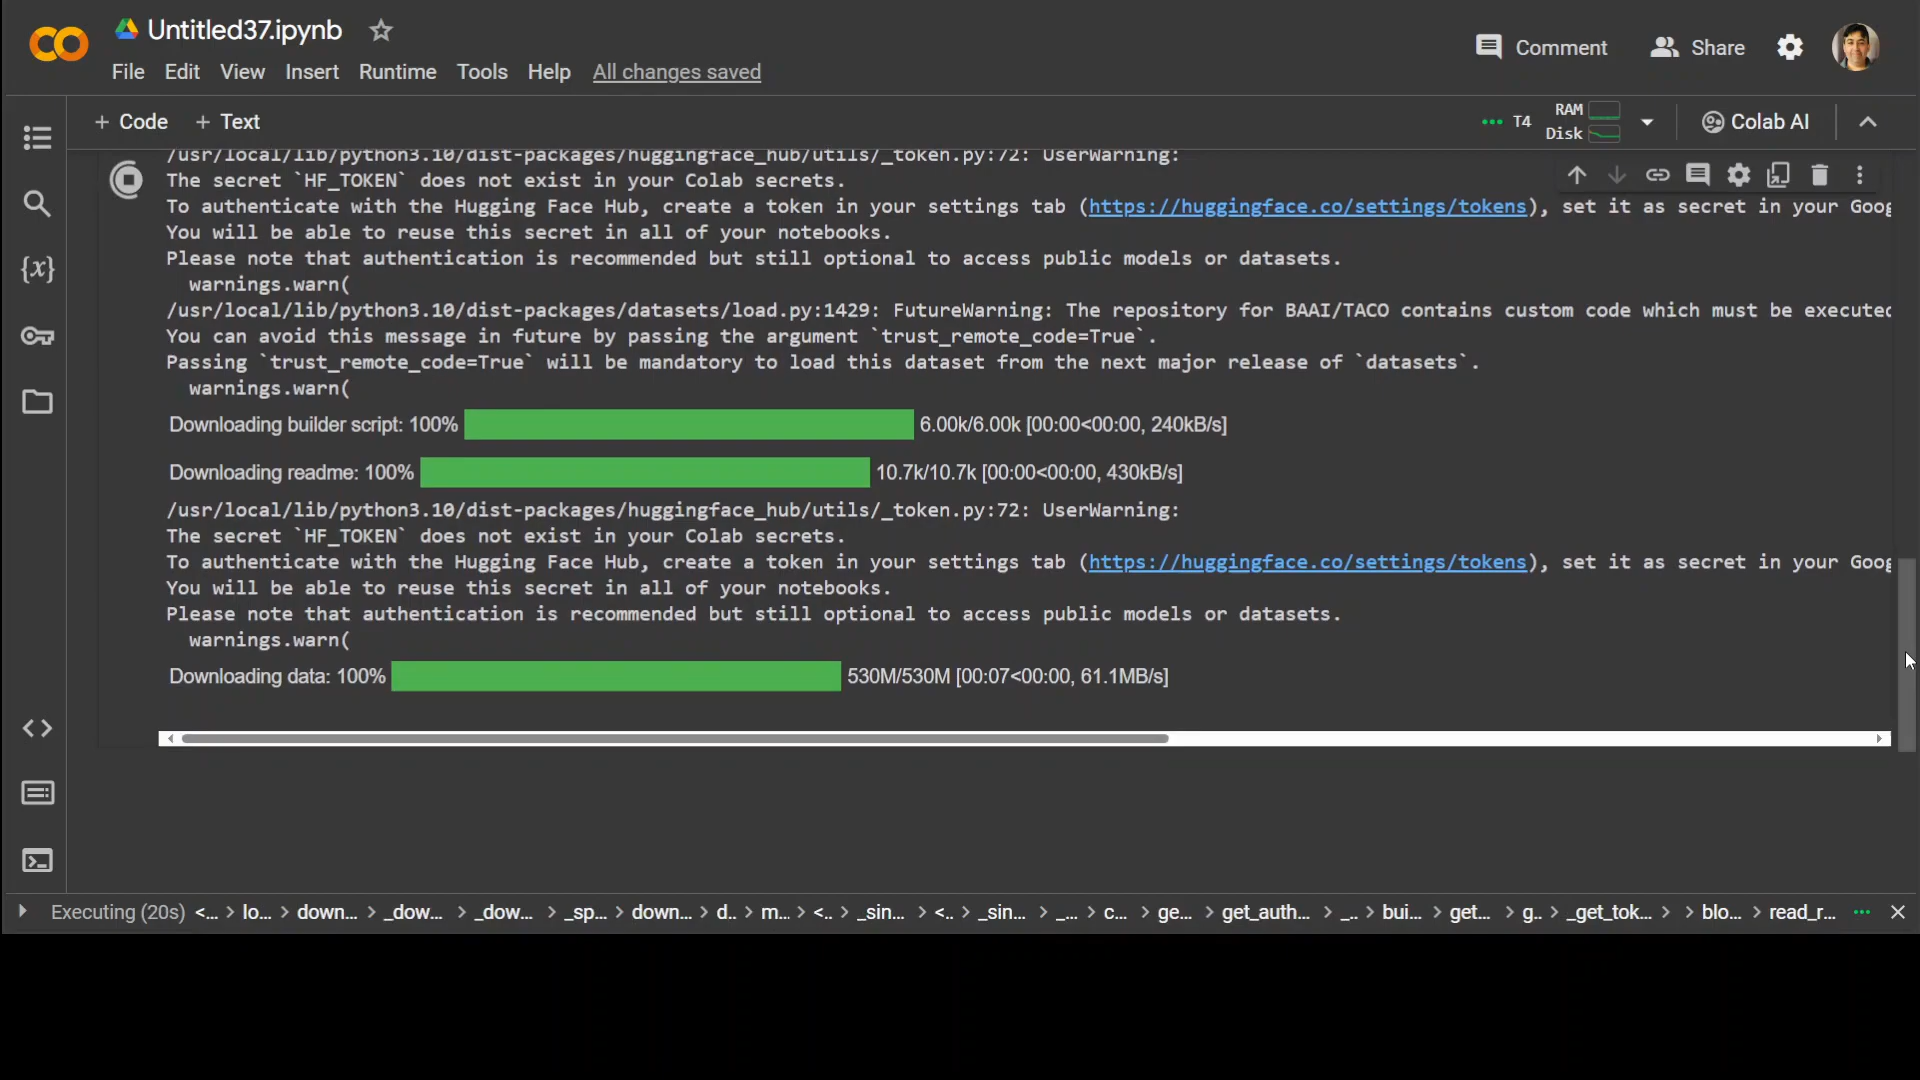 Untitled37.ipynb
File Edit View Insert Runtime Tools Help All changes saved
Comment Share
+ Code + Text
T4 RAM Disk
Colab AI
/usr/local/lib/python3.10/dist-packages/huggingface_hub/utils/_token.py:72: UserWarning:
The secret `HF_TOKEN` does not exist in your Colab secrets.
To authenticate with the Hugging Face Hub, create a token in your settings tab (https://huggingface.co/settings/tokens), set it as secret in your Goog
You will be able to reuse this secret in all of your notebooks.
Please note that authentication is recommended but still optional to access public models or datasets.
warnings.warn(
/usr/local/lib/python3.10/dist-packages/datasets/load.py:1429: FutureWarning: The repository for BAAI/TACO contains custom code which must be executed
You can avoid this message in future by passing the argument `trust_remote_code=True`.
Passing `trust_remote_code=True` will be mandatory to load this dataset from the next major release of `datasets`.
warnings.warn(
Downloading builder script: 100% 6.00k/6.00k [00:00<00:00, 240kB/s]
Downloading readme: 100% 10.7k/10.7k [00:00<00:00, 430kB/s]
/usr/local/lib/python3.10/dist-packages/huggingface_hub/utils/_token.py:72: UserWarning:
The secret `HF_TOKEN` does not exist in your Colab secrets.
To authenticate with the Hugging Face Hub, create a token in your settings tab (https://huggingface.co/settings/tokens), set it as secret in your Goog
You will be able to reuse this secret in all of your notebooks.
Please note that authentication is recommended but still optional to access public models or datasets.
warnings.warn(
Downloading data: 100% 530M/530M [00:07<00:00, 61.1MB/s]
Executing (20s) <... > lo... > down... > _dow... > _dow... > _sp... > down... > d.. > m... > <.. > _sin... > <.. > _sin... > _... > c... > ge... > get_auth... > _.. > bui... > get... > g.. > _get_tok... > > blo... > read_r...